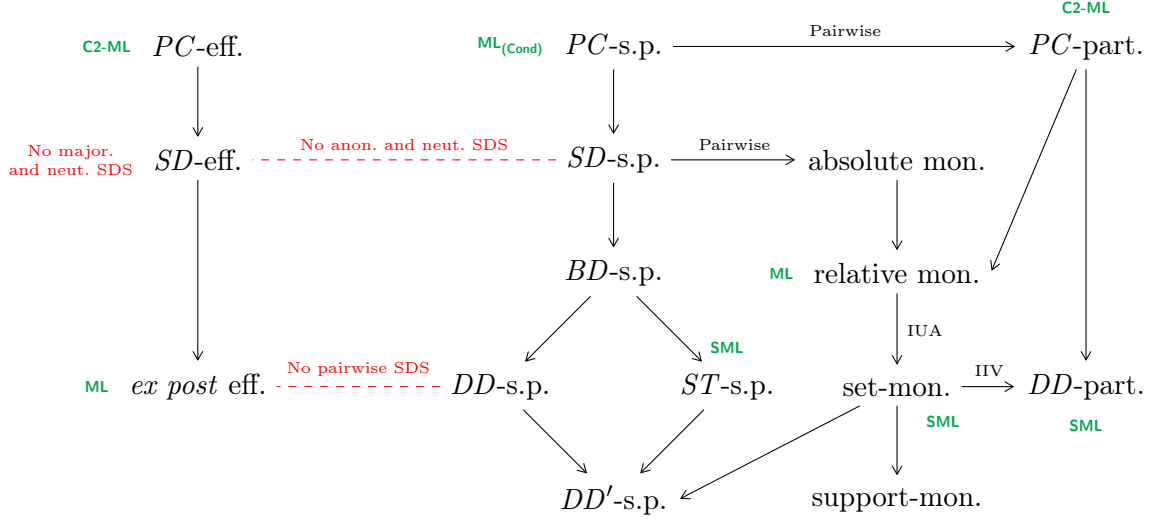 C2-ML
Pairwise
C2-ML PC-eff.
ML(Cond) PC-s.p.
PC-part.
No major.
and neut. SDS
SD-eff.
No anon. and neut. SDS
SD-s.p.
Pairwise
absolute mon.
BD-s.p.
ML relative mon.
IUA
SML
ML ex post eff.
No pairwise SDS
DD-s.p.
ST-s.p.
set-mon.
IIV
DD-part.
SML
SML
DD′-s.p.
support-mon.